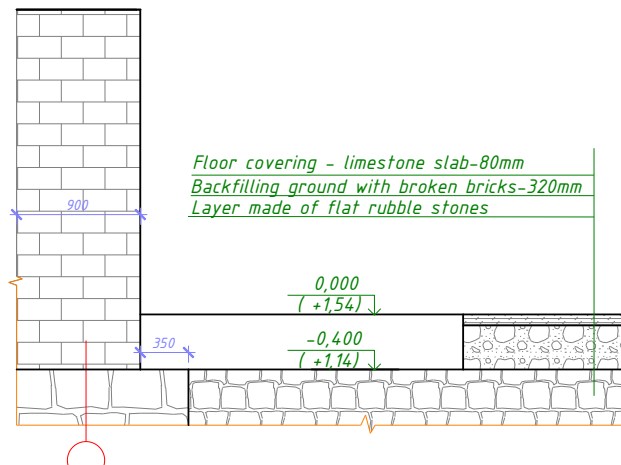 Floor covering - limestone slab-80mm
Backfilling ground with broken bricks-320mm
Layer made of flat rubble stones
900
0,000
( +1,54)
350
-0,400
( +1,14)